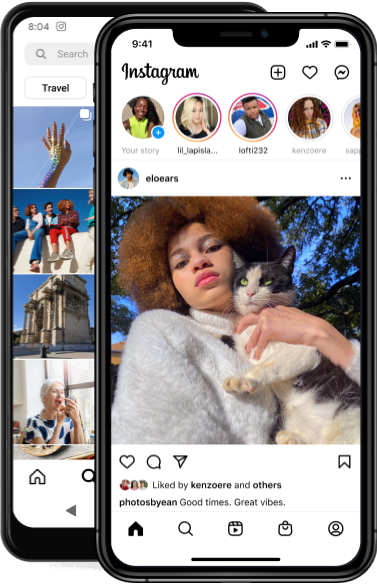 8:04
Search
Travel
9:41
Instagram
Your story
lil_lapisla...
lofti232
kenzoere
sapp
eloears
Liked by kenzoere and others
photosbyean Good times. Great vibes.